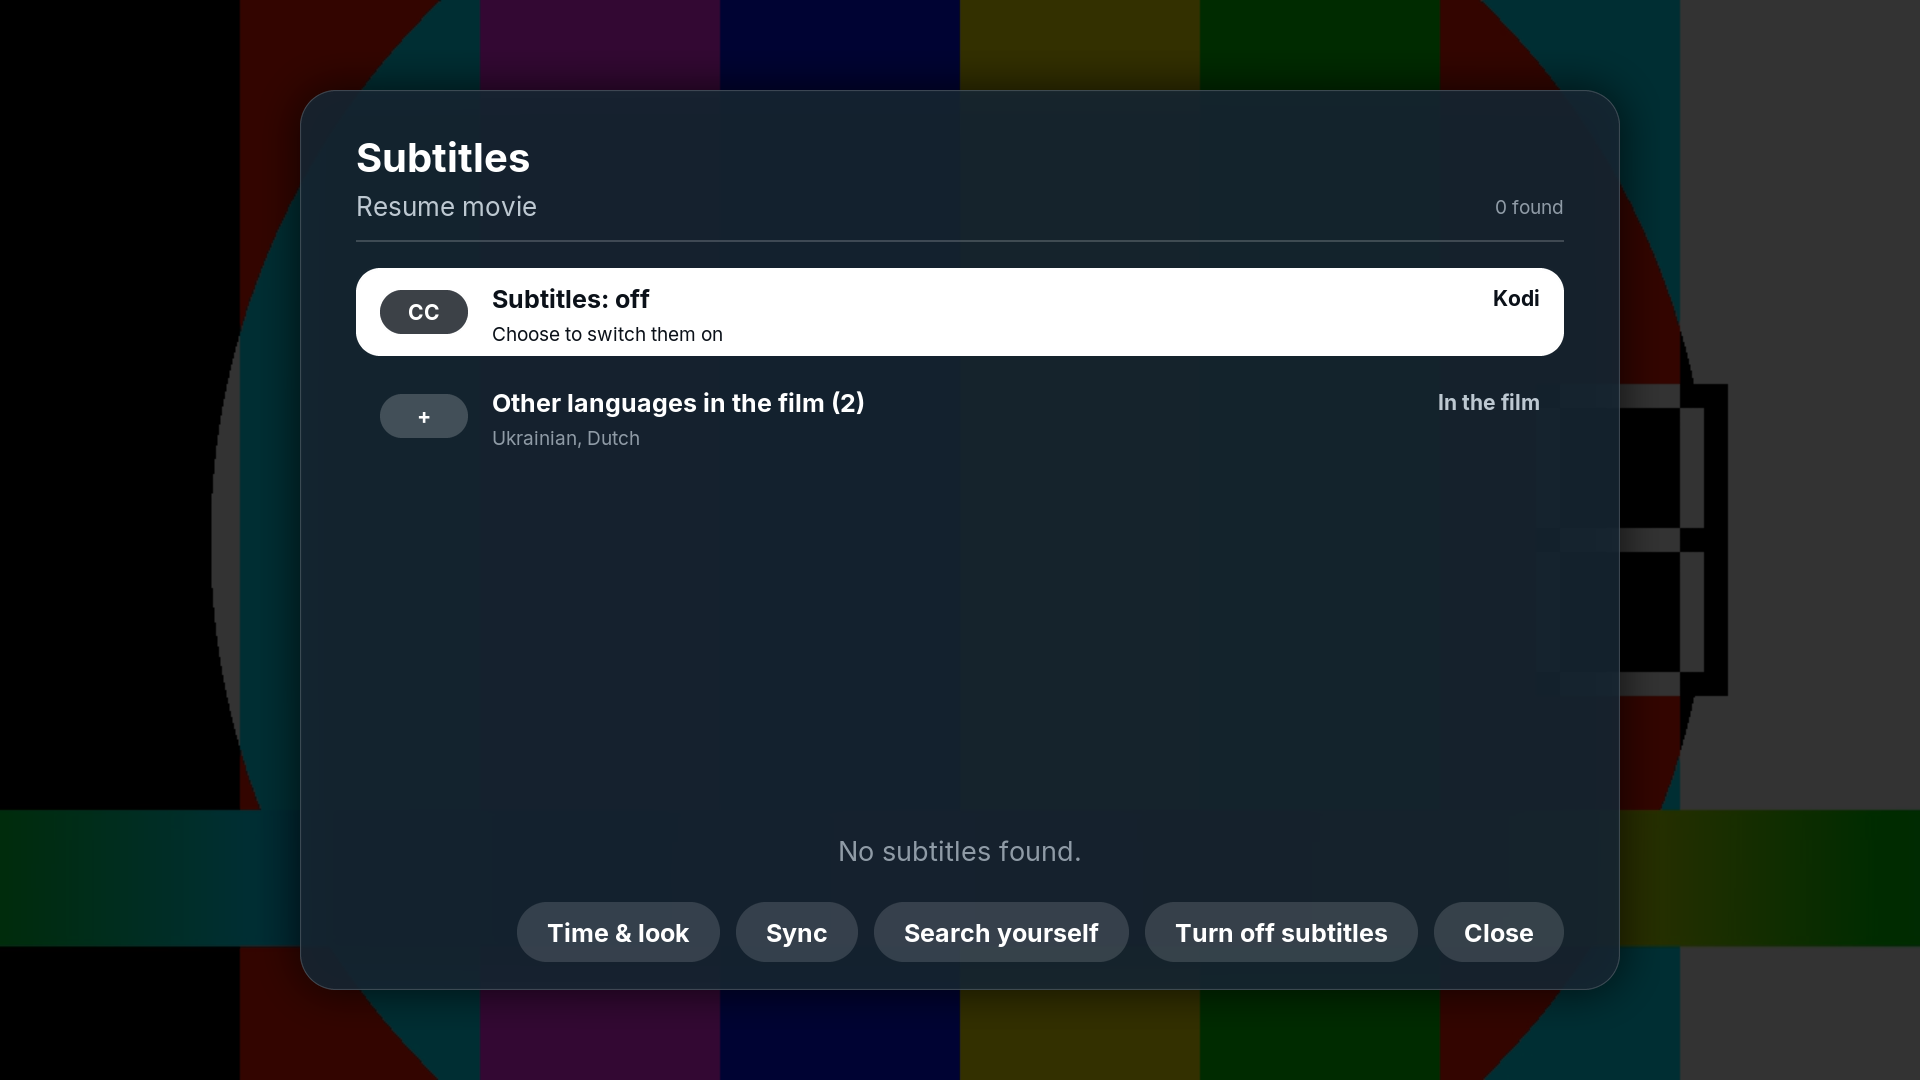 Subtitles
Resume movie
0 found
CC
Subtitles: off
Kodi
Choose to switch them on
+
Other languages in the film (2)
In the film
Ukrainian, Dutch
No subtitles found.
Time & look
Sync
Search yourself
Turn off subtitles
Close